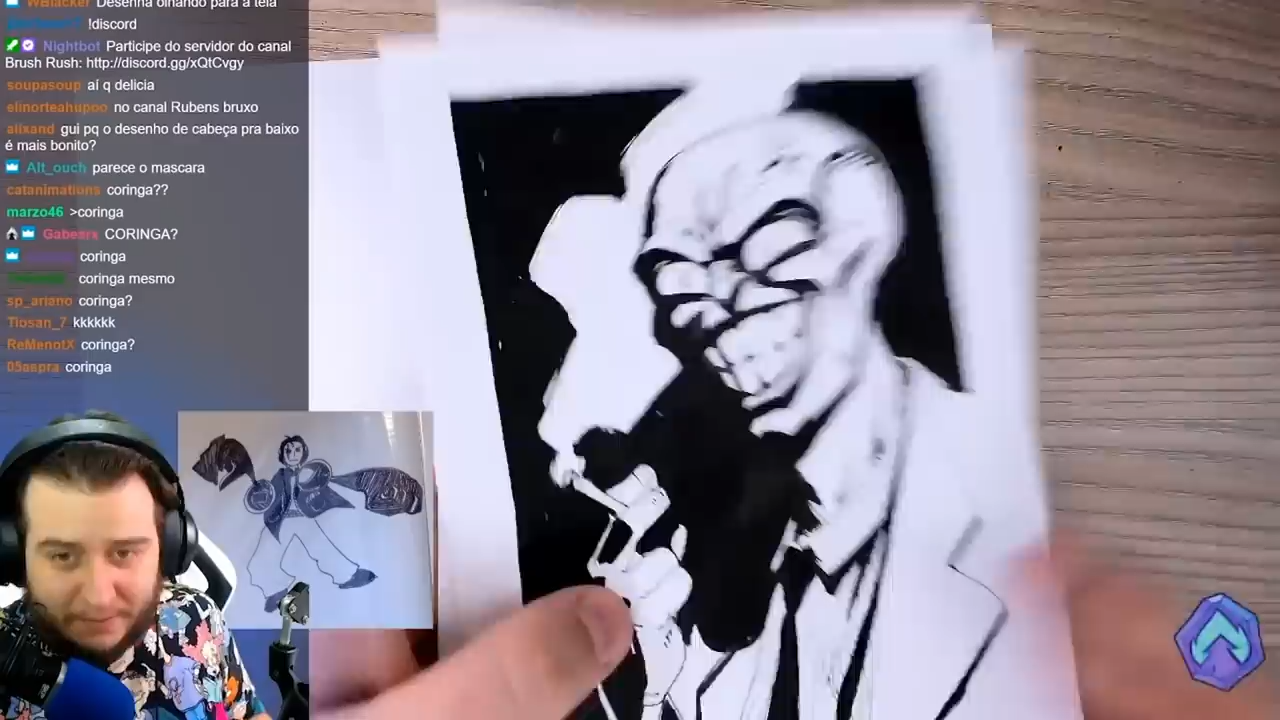 Desenha olhando para a tela
!discord
Nightbot Participe do servidor do canal
Brush Rush: http://discord.gg/xQtCvgy
soupasoup aí q delicia
elinorteahupoo no canal Rubens bruxo
alixand gui pq o desenho de cabeça pra baixo
é mais bonito?
Alt_ouch parece o mascara
catanimations coringa??
marzo46 >coringa
Gabearx CORINGA?
coringa
coringa mesmo
sp_ariano coringa?
Tiosan_7 kkkkkk
ReMenotX coringa?
05aspra coringa